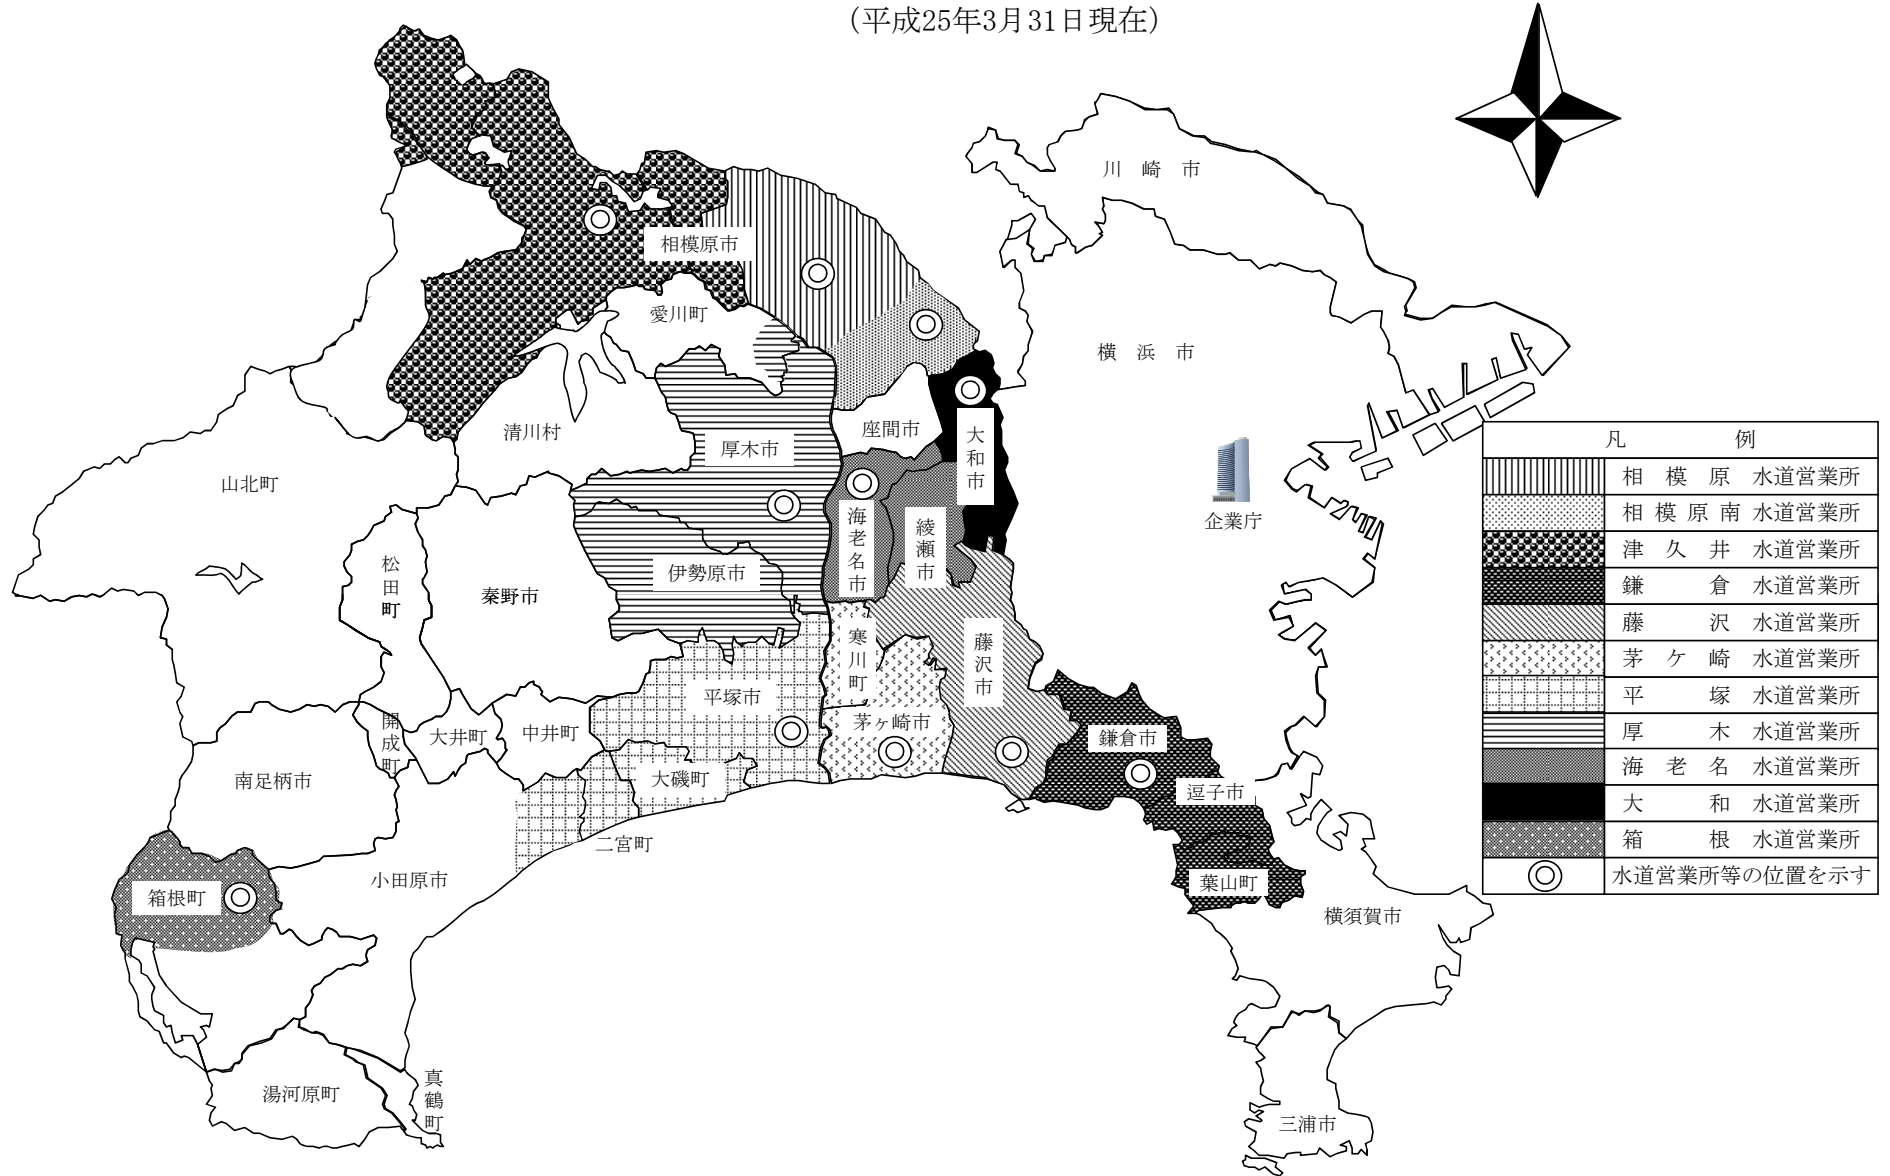 (平成25年3月31日現在)
川崎市
相模原市
愛川町
横浜市
清川村
座間市
大和市
厚木市
山北町
海老名市
綾瀬市
企業庁
松田町
秦野市
伊勢原市
寒川町
藤沢市
平塚市
開成町
大井町
中井町
茅ヶ崎市
鎌倉市
南足柄市
大磯町
逗子市
二宮町
小田原市
箱根町
葉山町
横須賀市
湯河原町
真鶴町
三浦市
凡例
相模原 水道営業所
相模原南 水道営業所
津久井 水道営業所
鎌倉 水道営業所
藤沢 水道営業所
茅ケ崎 水道営業所
平塚 水道営業所
厚木 水道営業所
海老名 水道営業所
大和 水道営業所
箱根 水道営業所
水道営業所等の位置を示す